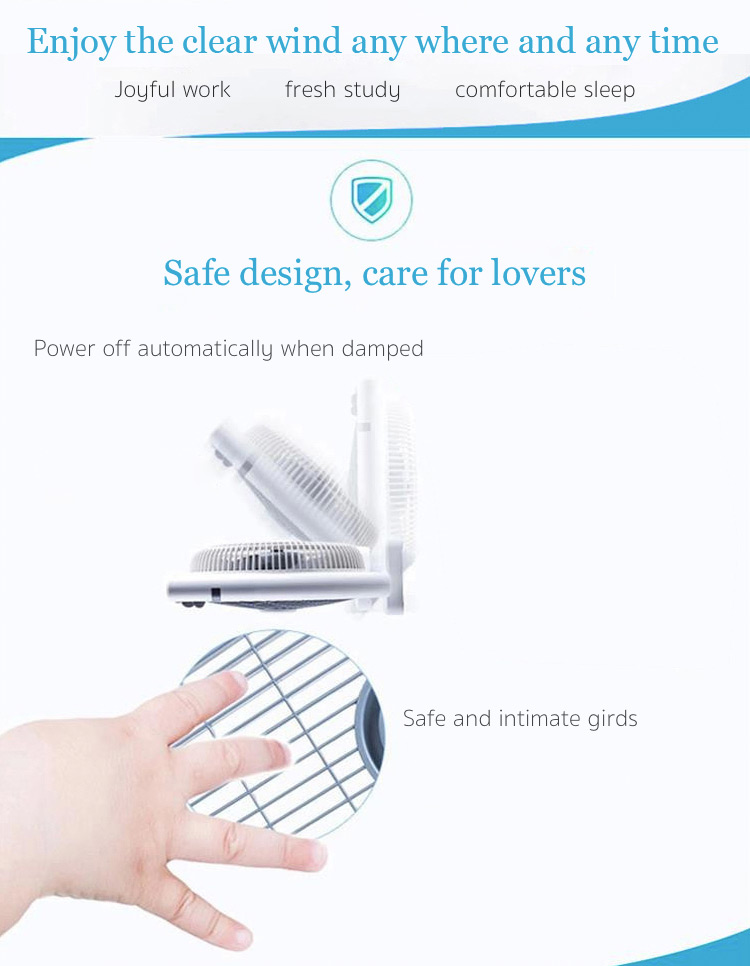 Enjoy the clear wind any where and any time
Joyful work fresh study comfortable sleep
Safe design, care for lovers
Power off automatically when damped
Safe and intimate girds